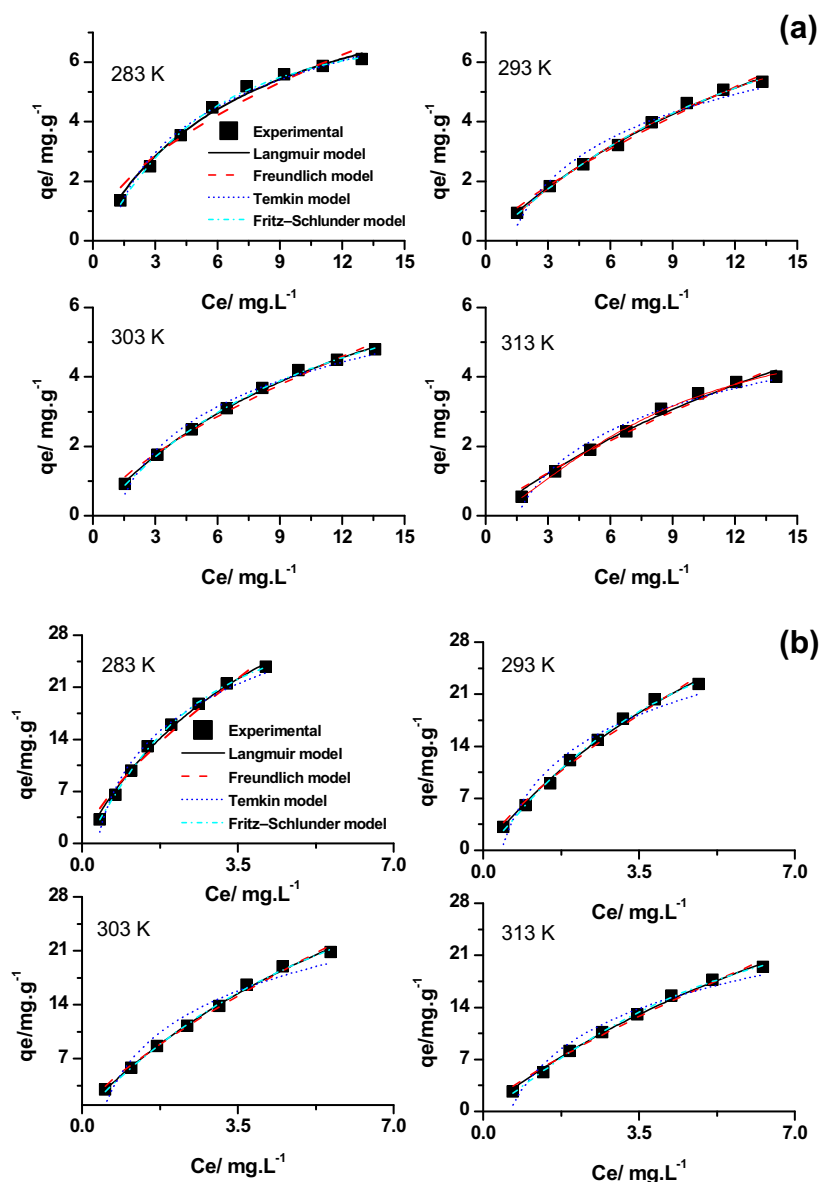 (a)
283 K
6
4
2
0
qe/ mg.g-1
Experimental
Langmuir model
Freundlich model
Temkin model
Fritz–Schlunder model
0 3 6 9 12 15
Ce/ mg.L-1
293 K
6
4
2
0
qe/ mg.g-1
0 3 6 9 12 15
Ce/ mg.L-1
303 K
6
4
2
0
qe/ mg.g-1
0 3 6 9 12 15
Ce/ mg.L-1
313 K
6
4
2
0
qe/ mg.g-1
0 3 6 9 12 15
Ce/ mg.L-1
(b)
283 K
28
21
14
7
0
qe/mg.g-1
Experimental
Langmuir model
Freundlich model
Temkin model
Fritz–Schlunder model
0.0 3.5 7.0
Ce/ mg.L-1
293 K
28
21
14
7
0
qe/mg.g-1
0.0 3.5 7.0
Ce/ mg.L-1
303 K
28
21
14
7
qe/mg.g-1
0.0 3.5 7.0
Ce/ mg.L-1
313 K
28
21
14
7
0
qe/mg.g-1
0.0 3.5 7.0
Ce/ mg.L-1